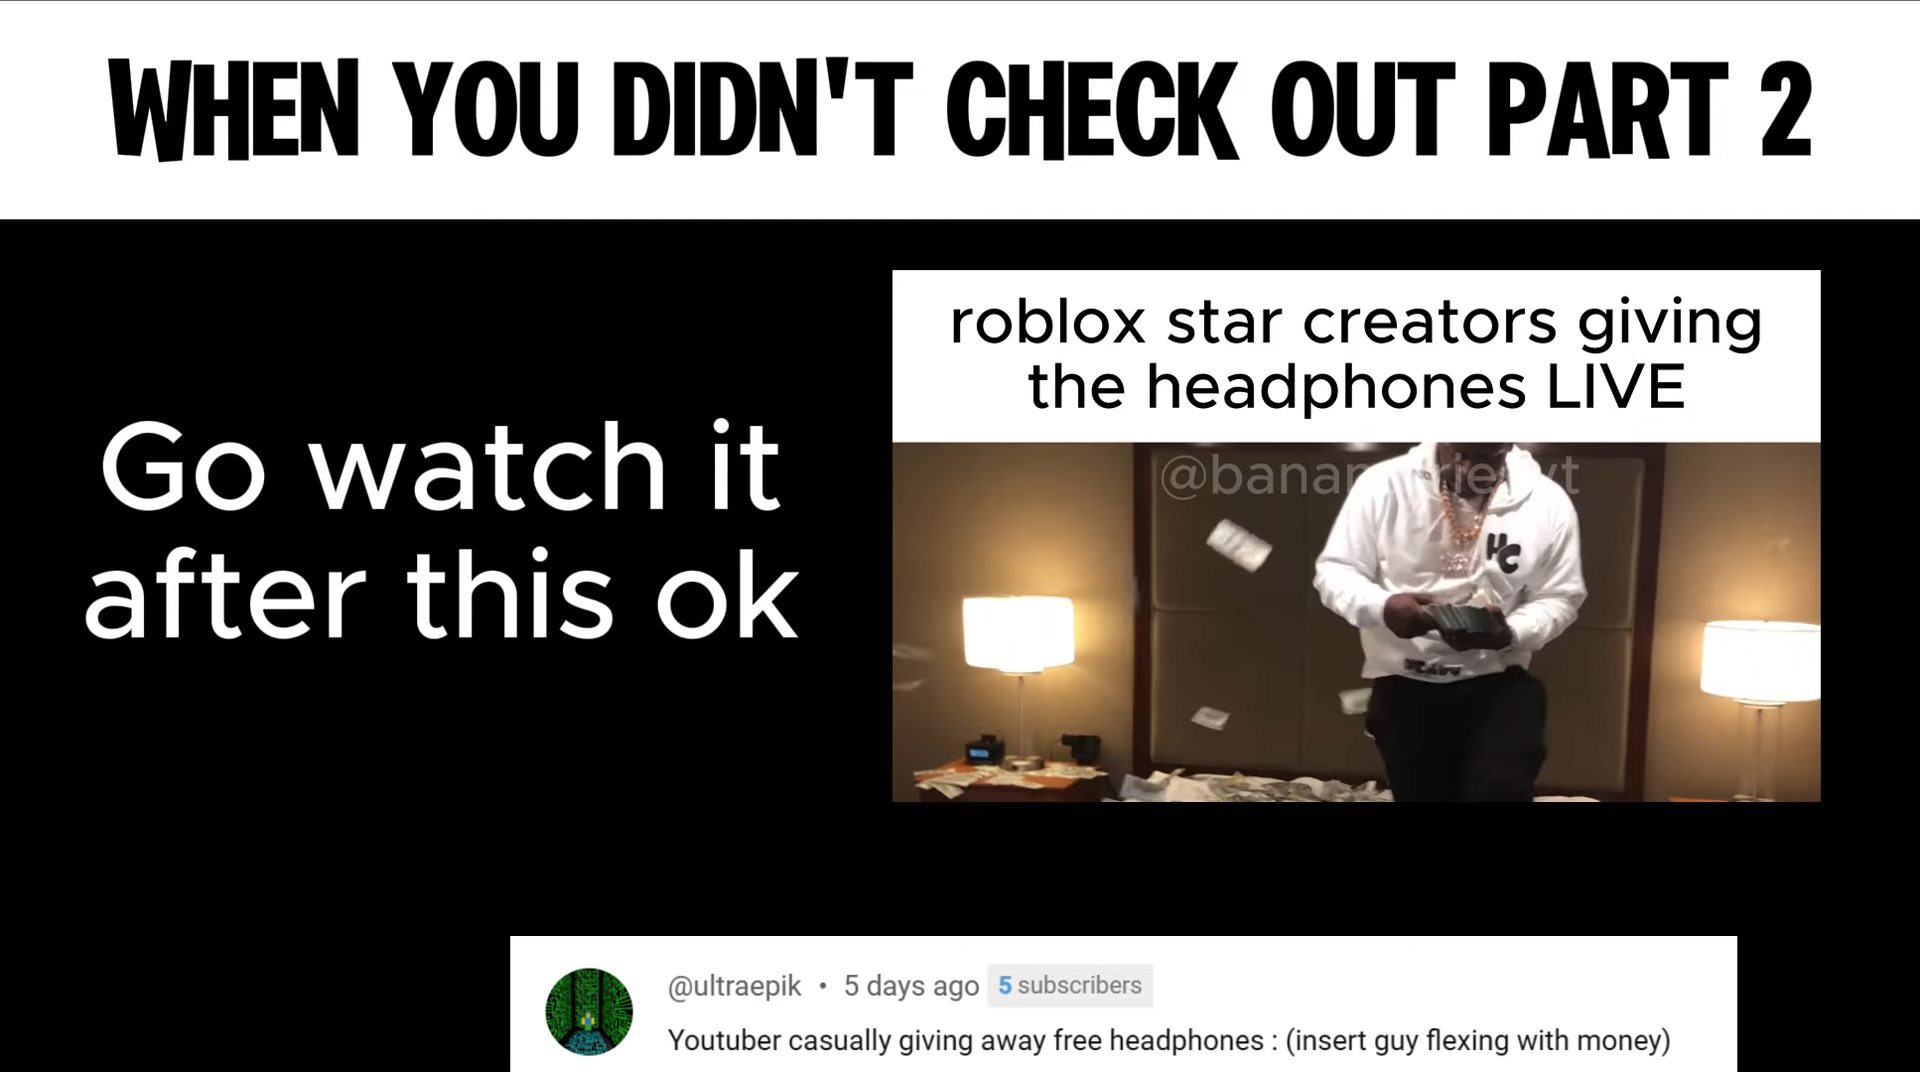 WHEN YOU DIDN'T CHECK OUT PART 2
roblox star creators giving
the headphones LIVE
Go watch it
after this ok
HC
@ultraepik • 5 days ago 5 subscribers
Youtuber casually giving away free headphones : (insert guy flexing with money)